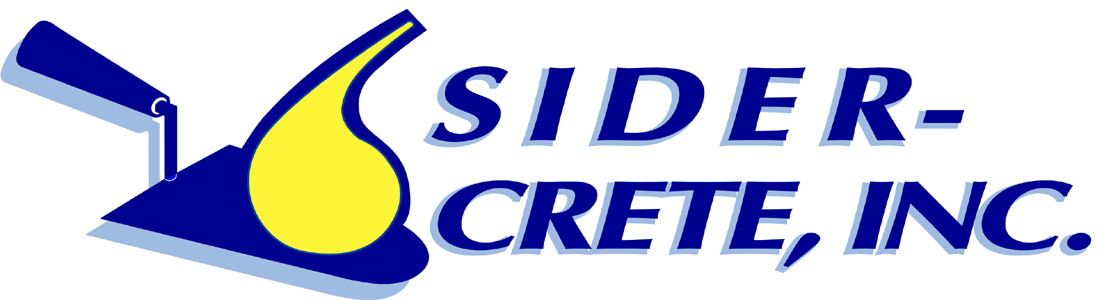 SIDER-
CRETE, INC.